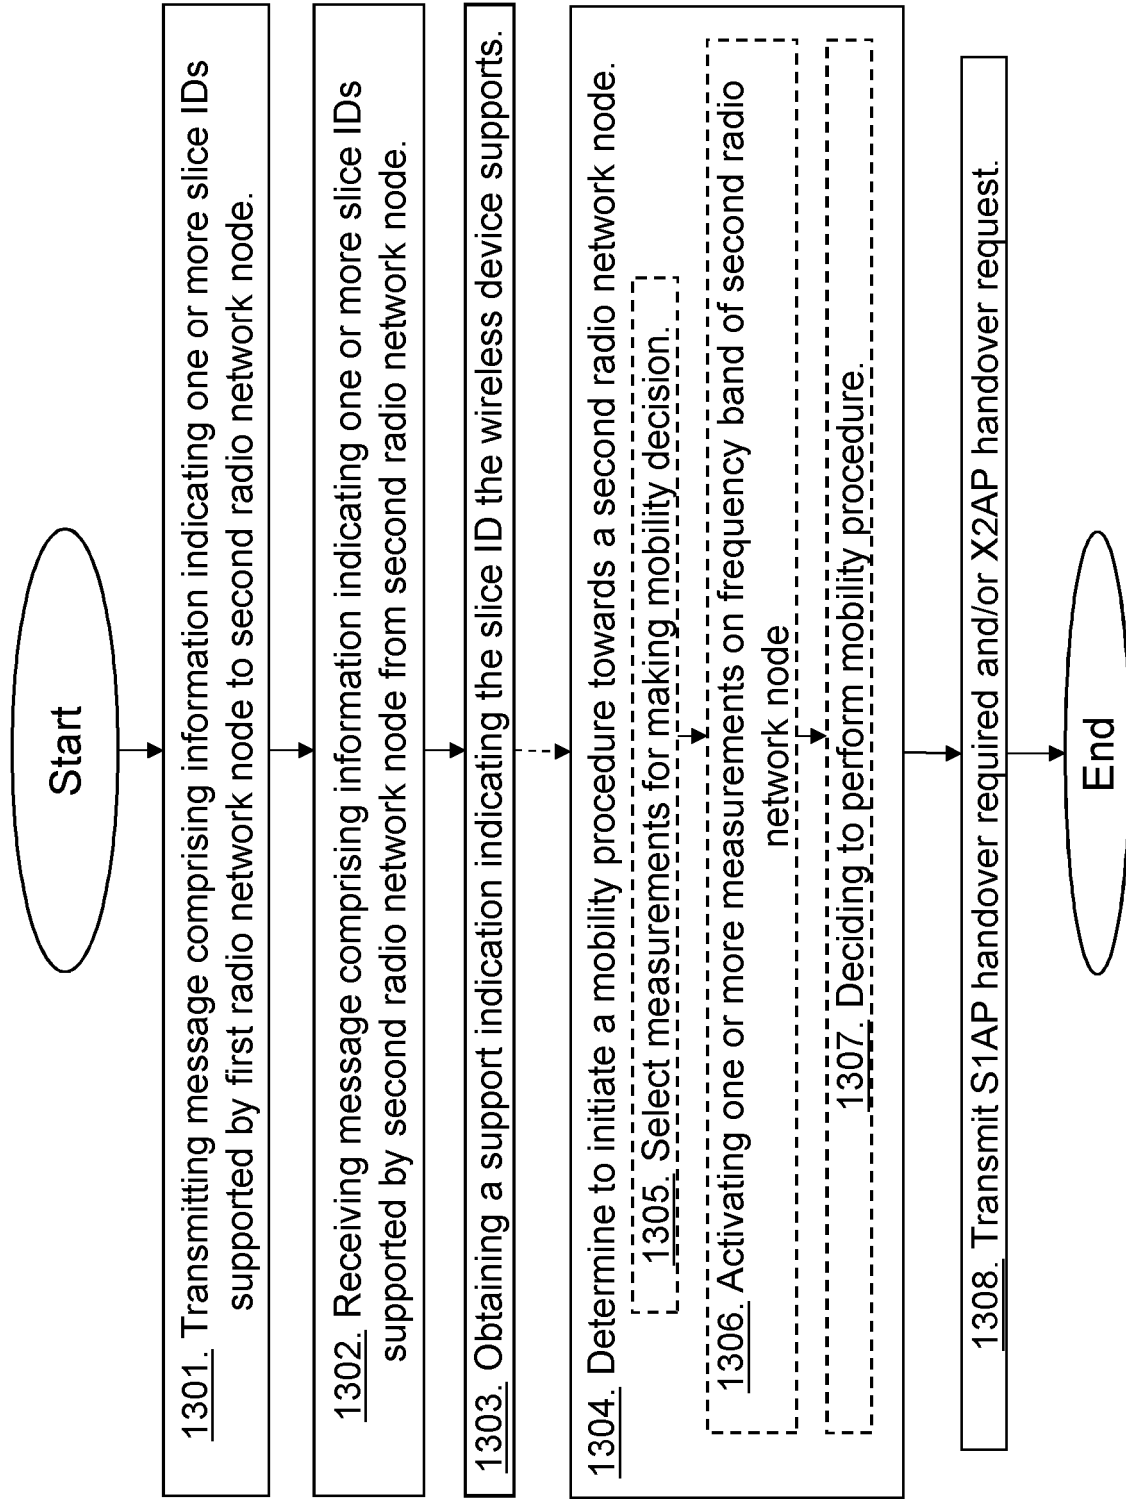 Start
1301. Transmitting message comprising information indicating one or more slice IDs
supported by first radio network node to second radio network node.
1302. Receiving message comprising information indicating one or more slice IDs
supported by second radio network node from second radio network node.
1303. Obtaining a support indication indicating the slice ID the wireless device supports.
1304. Determine to initiate a mobility procedure towards a second radio network node.
1305. Select measurements for making mobility decision.
1306. Activating one or more measurements on frequency band of second radio
network node
1307. Deciding to perform mobility procedure.
1308. Transmit S1AP handover required and/or X2AP handover request.
End